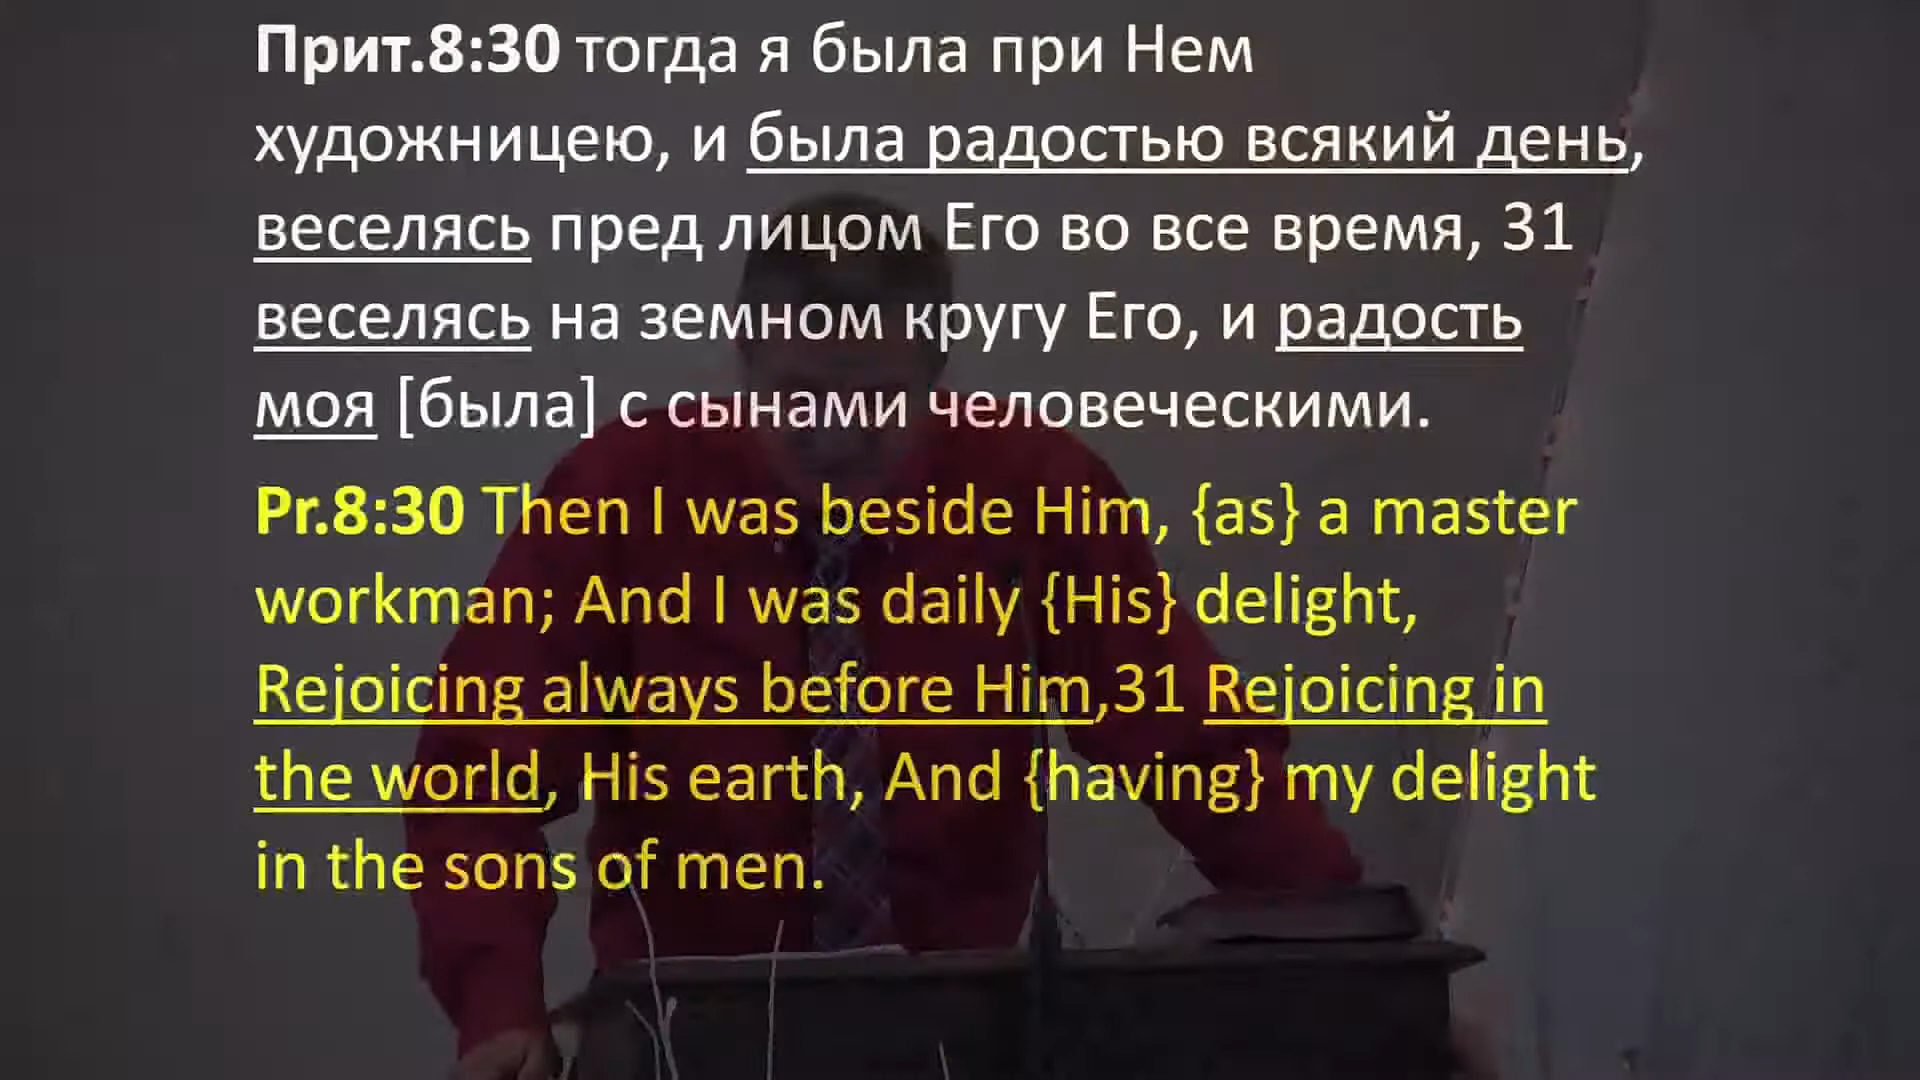 Прит.8:30 тогда я была при Нем
художницею, и была радостью всякий день,
веселясь пред лицом Его во все время, 31
веселясь на земном кругу Его, и радость
моя [была] с сынами человеческими.
Pr.8:30 Then I was beside Him, {as} a master
workman; And I was daily {His} delight,
Rejoicing always before Him,31 Rejoicing in
the world, His earth, And {having} my delight
in the sons of men.